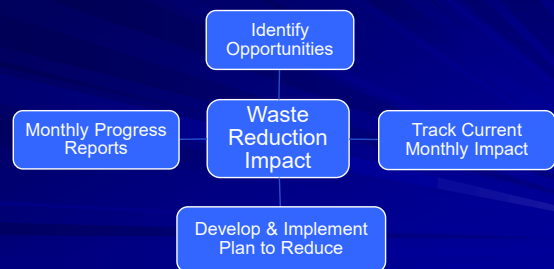 Identify
Opportunities
Monthly Progress
Reports
Waste
Reduction
Impact
Track Current
Monthly Impact
Develop & Implement
Plan to Reduce